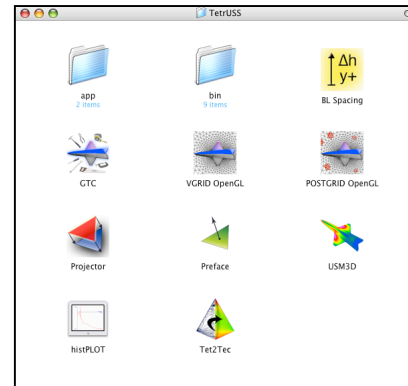 TetrUSS
app
2 items
bin
9 items
Δh
y+
BL Spacing
GTC
VGRID OpenGL
POSTGRID OpenGL
Projector
Preface
USM3D
histPLOT
Tet2Tec